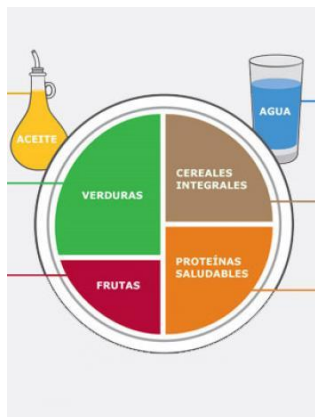 ACEITE
AGUA
VERDURAS
CEREALES
INTEGRALES
FRUTAS
PROTEÍNAS
SALUDABLES